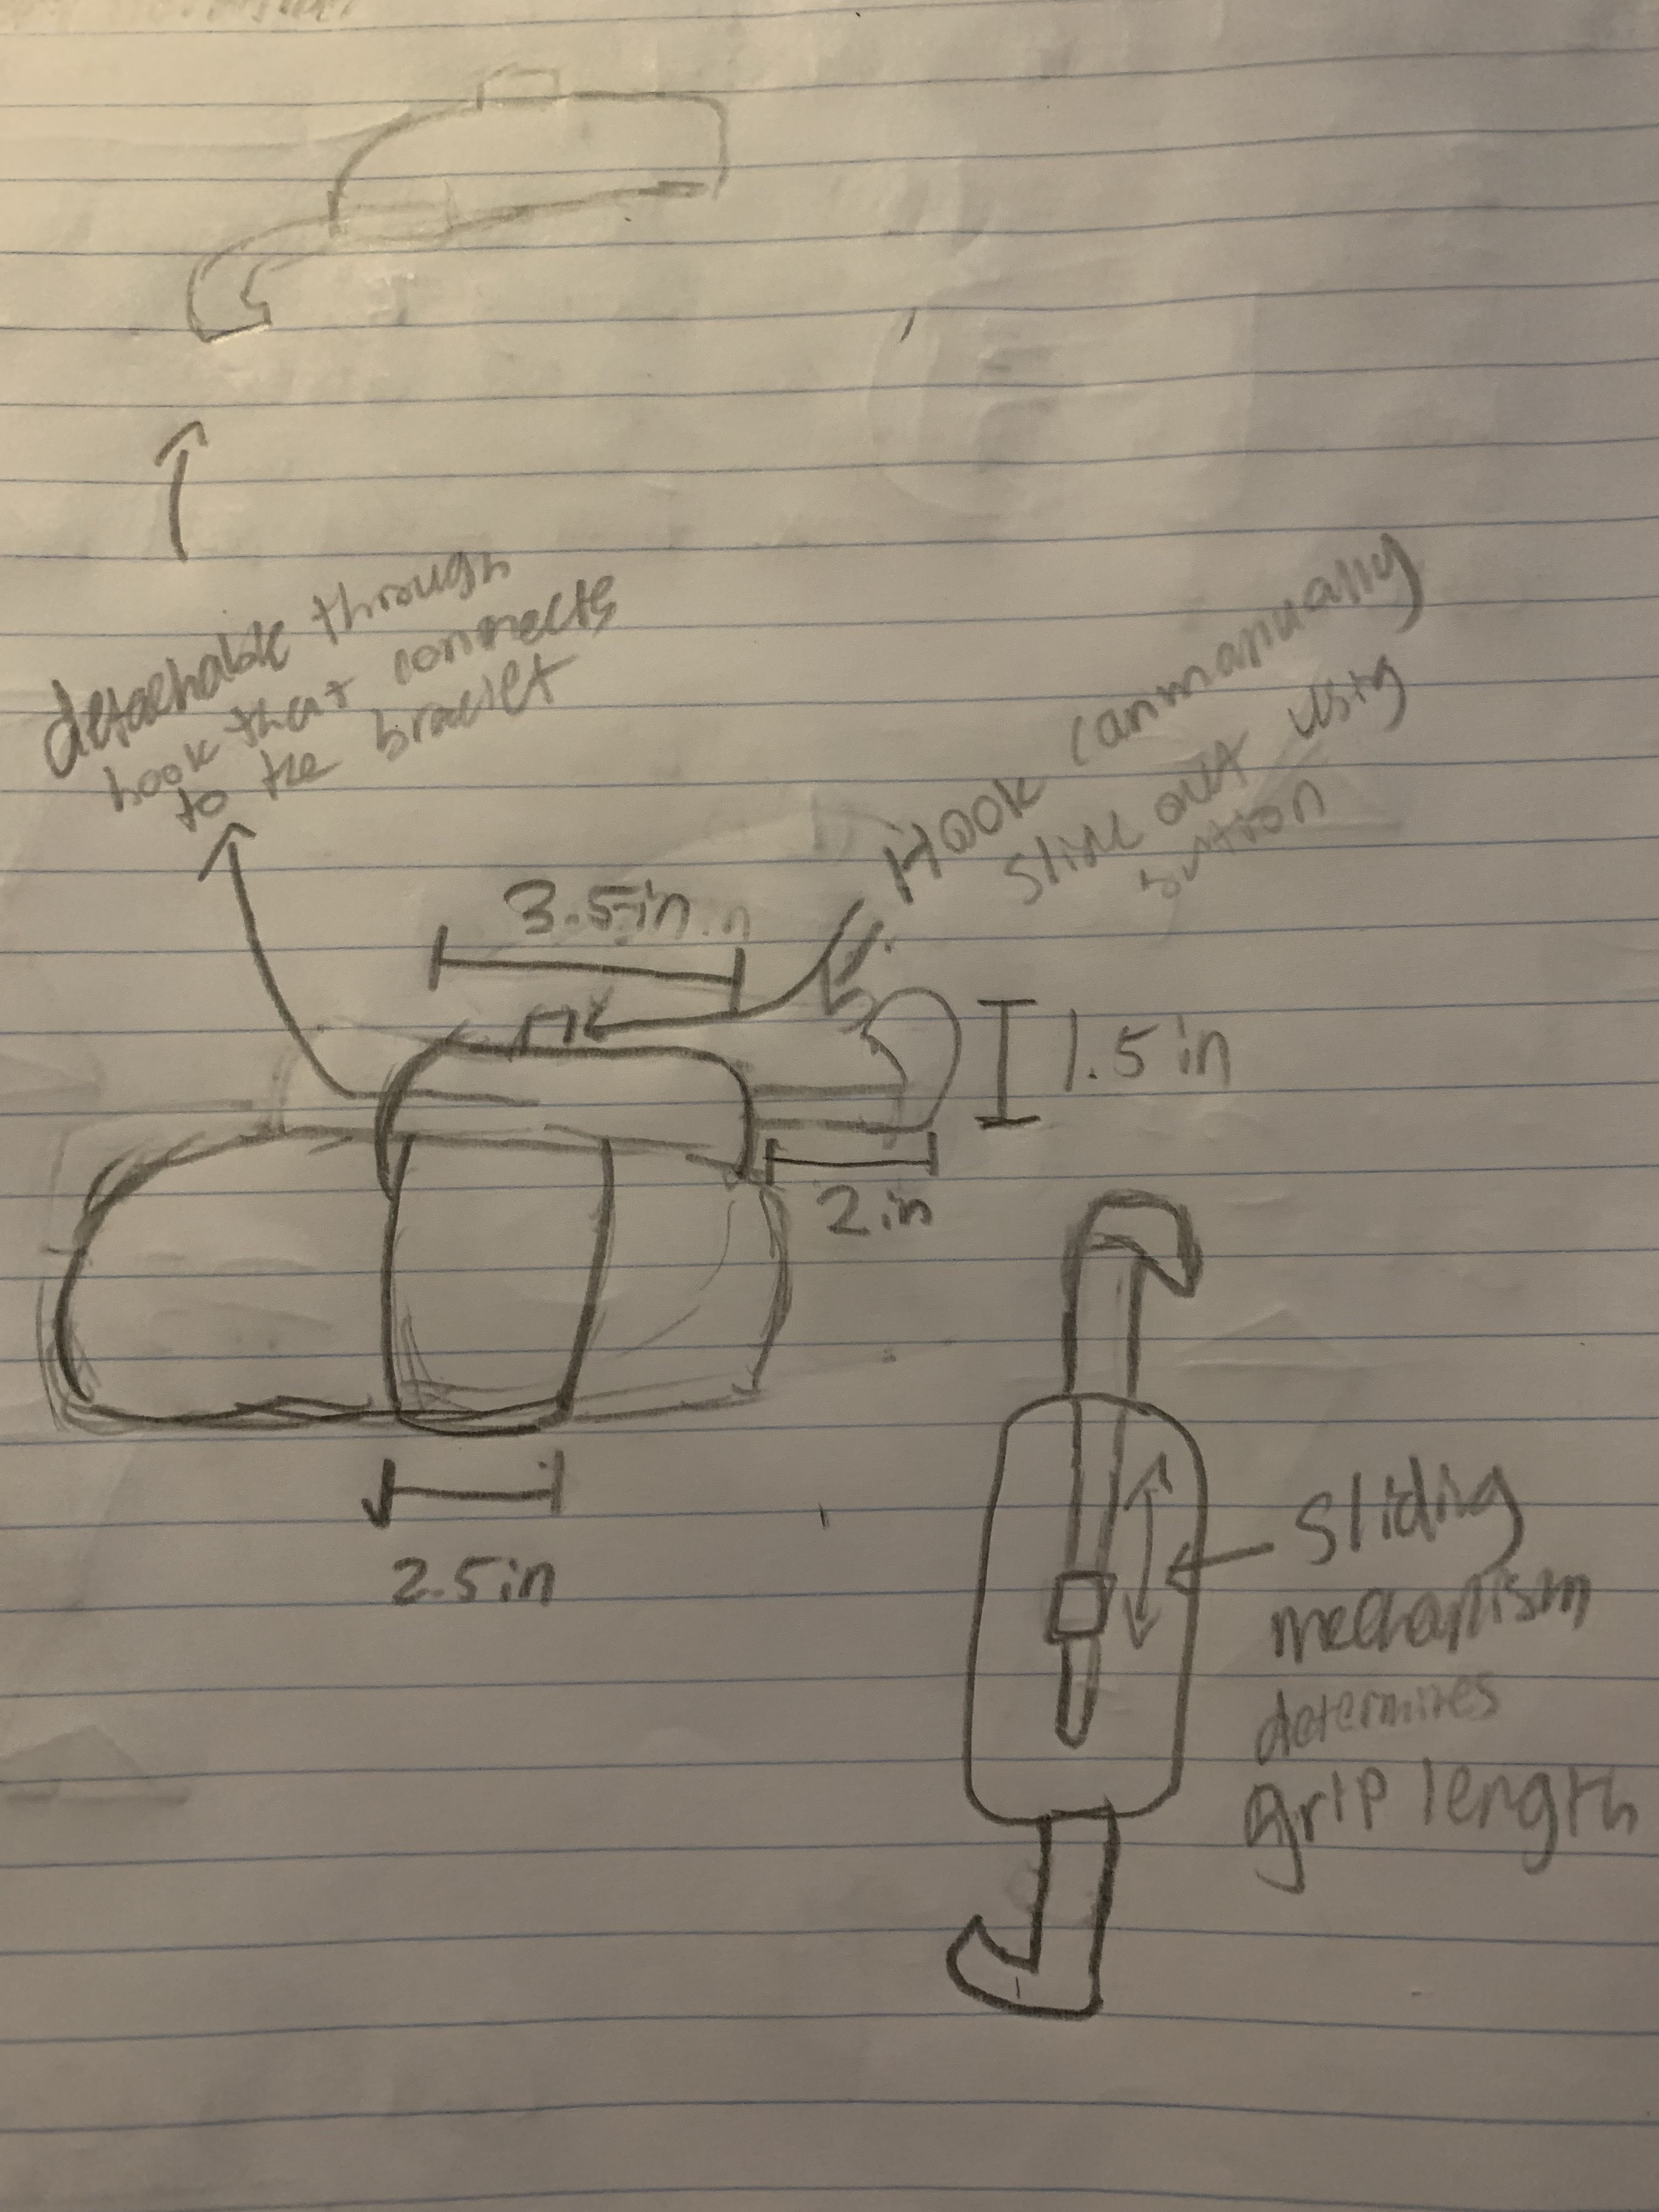 detachable through
hook that connects
to the braclet
Hook can manually
slide out using
button
3.5in
1.5in
2in
2.5in
Sliding
mechanism
determines
grip length